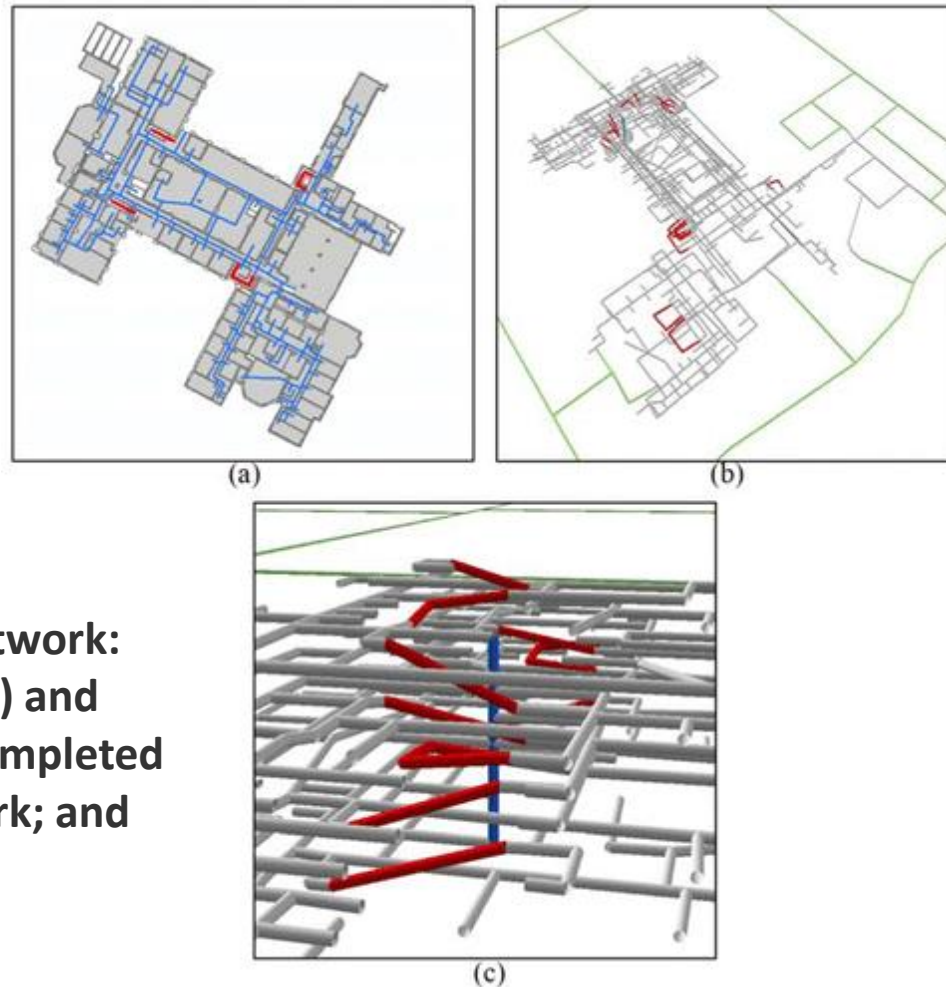 (a)
(b)
twork:
) and
mpleted
rk; and
(c)